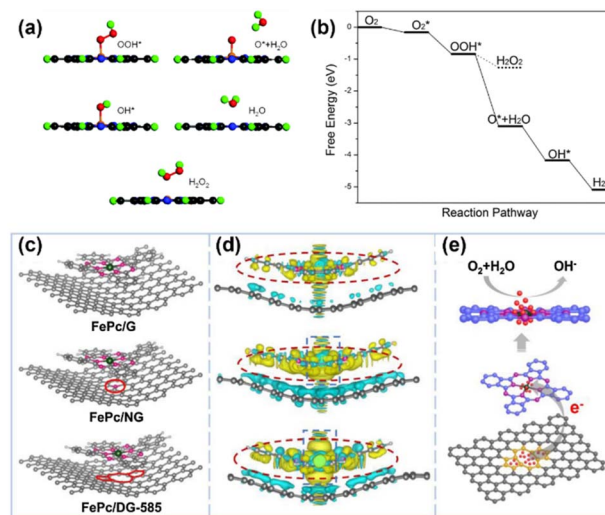 (a)
OOH*
O*+H₂O
OH*
H₂O
H₂O₂
(b)
Free Energy (eV)
0
-1
-2
-3
-4
-5
O₂
O₂*
OOH*
H₂O₂
O*+H₂O
OH*
H₂
Reaction Pathway
(c)
FePc/G
FePc/NG
FePc/DG-585
(d)
(e)
O₂+H₂O
OH⁻
e⁻